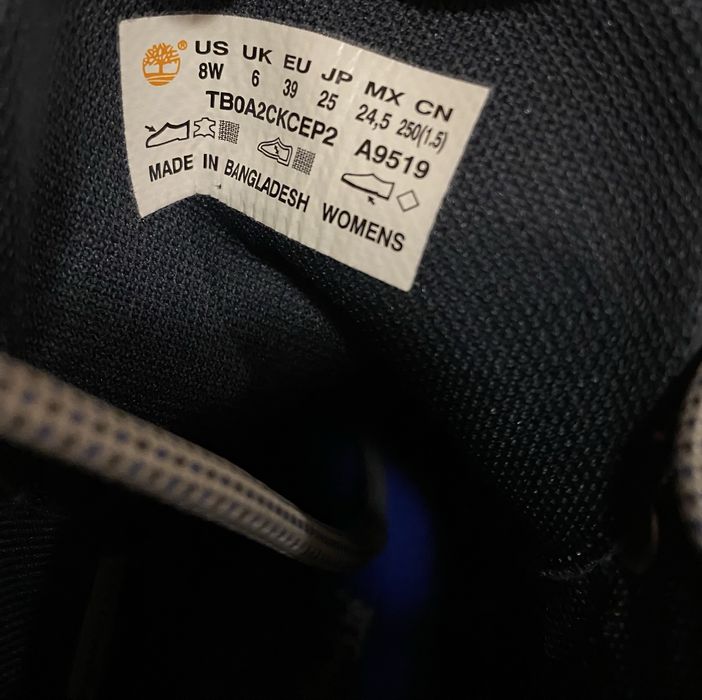 ® US UK EU JP MX CN
8W 6 39 25 24,5 250(1.5)
TB0A2CKCEP2 A9519
MADE IN BANGLADESH WOMENS